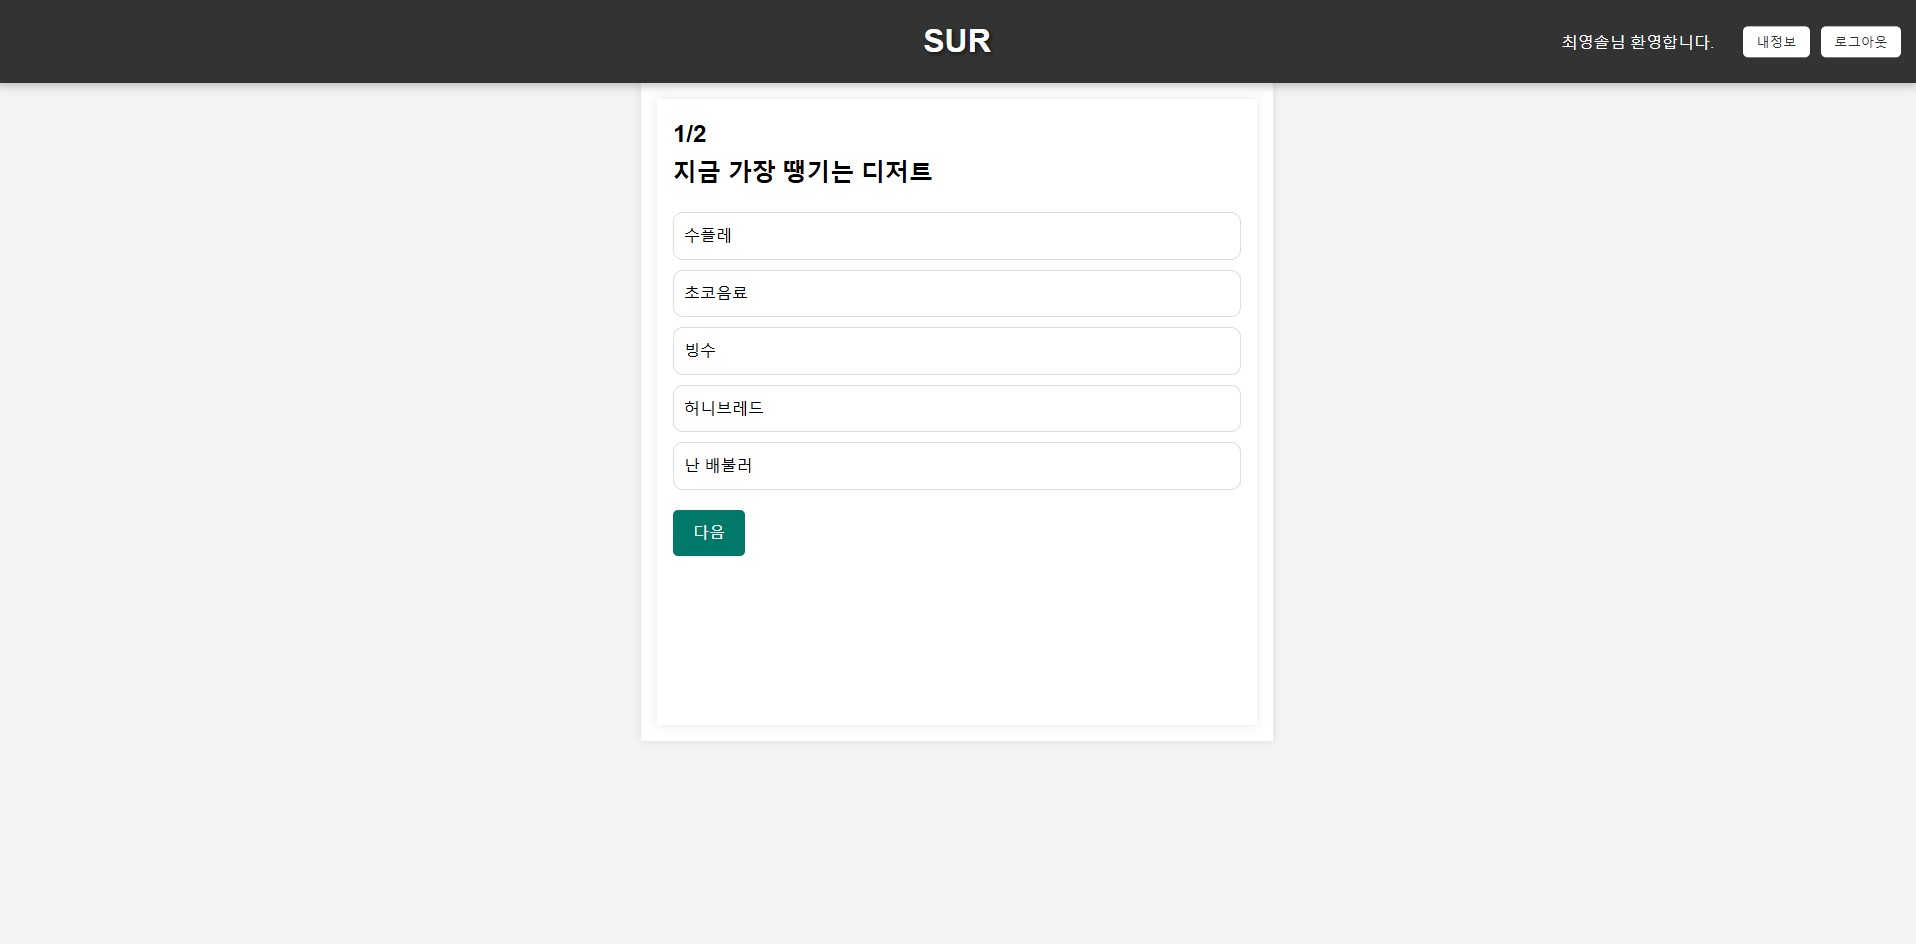 SUR
최영솔님 환영합니다.
내정보
로그아웃
1/2
지금 가장 땡기는 디저트
수플레
초코음료
빙수
허니브레드
난 배불러
다음